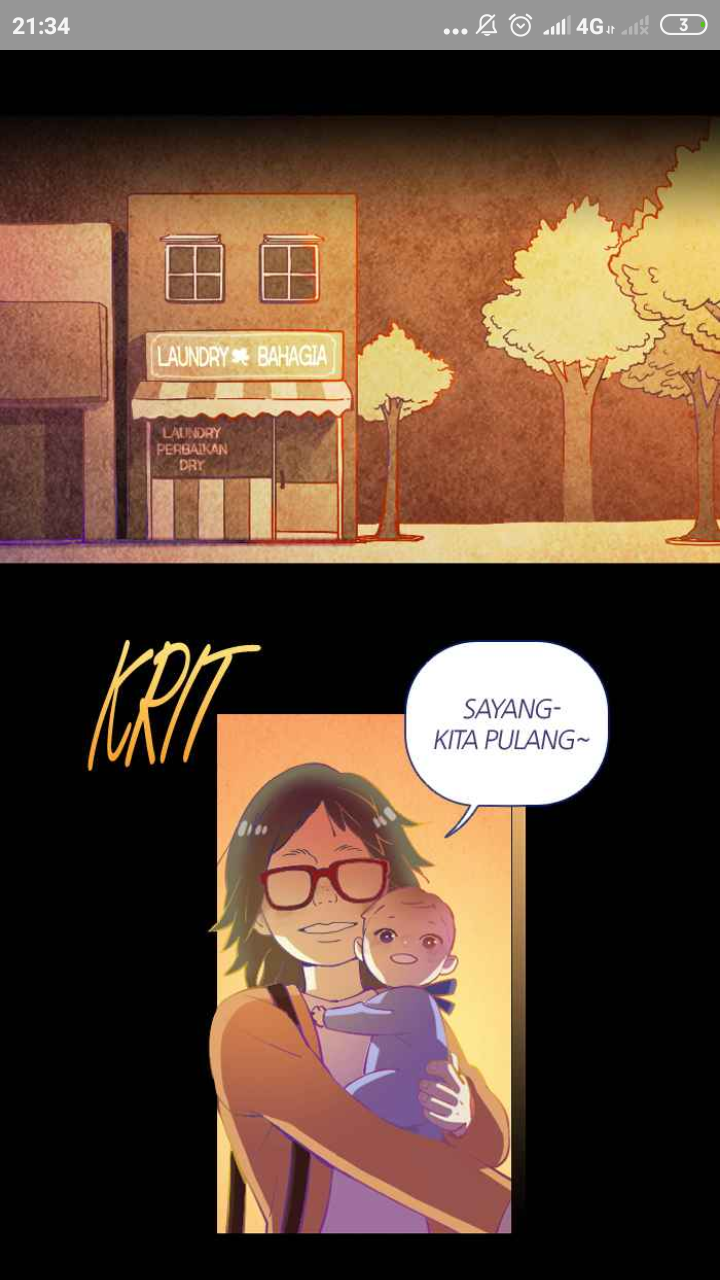 21:34
4G
3
LAUNDRY BAHAGIA
LAUNDRY
PERBAIKAN
DRY
KRIT
SAYANG-
KITA PULANG~